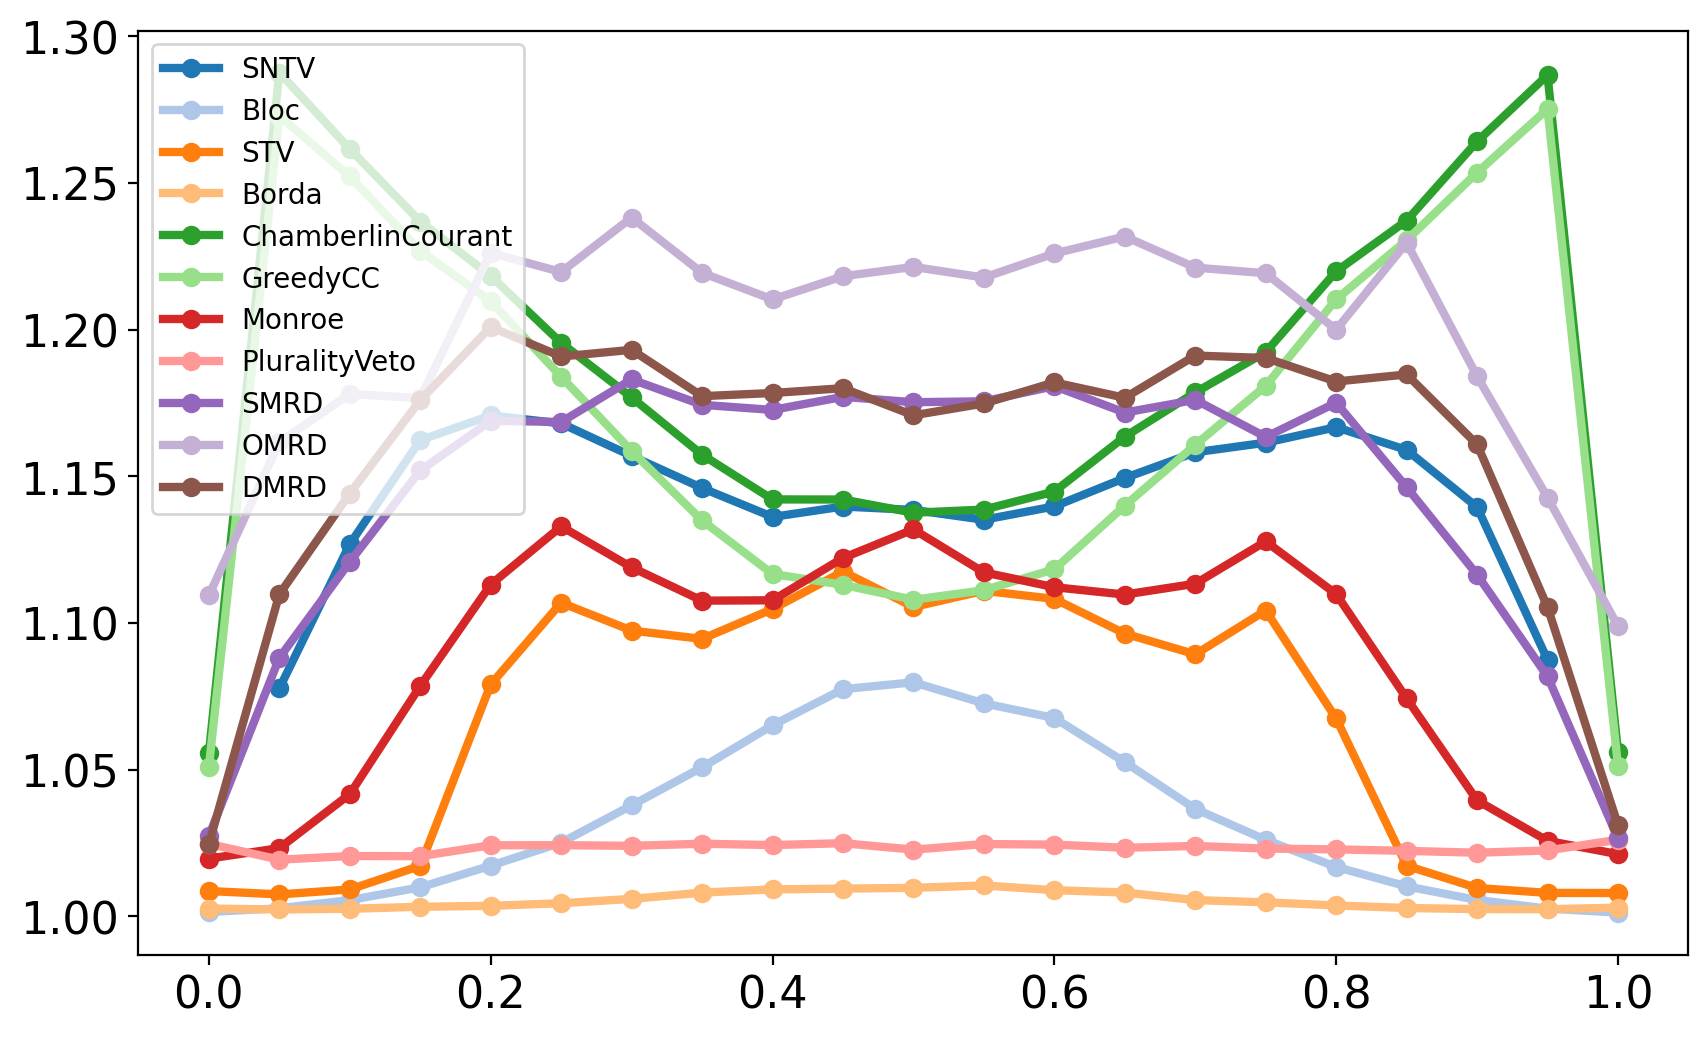 1.30
1.25
1.20
1.15
1.10
1.05
1.00
SNTV
Bloc
STV
Borda
ChamberlinCourant
GreedyCC
Monroe
PluralityVeto
SMRD
OMRD
DMRD
0.0 0.2 0.4 0.6 0.8 1.0